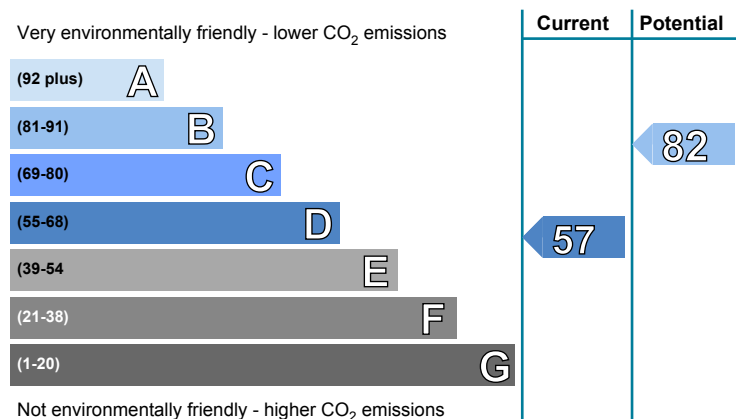 Current Potential
Very environmentally friendly - lower CO2 emissions
(92 plus) A
(81-91) B
82
(69-80) C
(55-68) D
57
(39-54 E
(21-38) F
(1-20) G
Not environmentally friendly - higher CO2 emissions